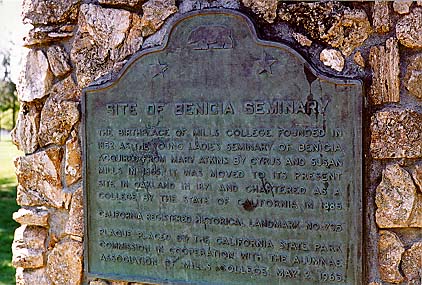 SITE OF BENICIA SEMINARY
THE BIRTHPLACE OF MILLS COLLEGE. FOUNDED IN
1852 AS THE YOUNG LADIES' SEMINARY OF BENICIA
ACQUIRED FROM MARY ATKINS BY CYRUS AND SUSAN
MILLS IN 1865. IT WAS MOVED TO ITS PRESENT
SITE IN OAKLAND IN 1871 AND CHARTERED AS A
COLLEGE BY THE STATE OF CALIFORNIA IN 1885.
CALIFORNIA REGISTERED HISTORICAL LANDMARK NO. 795
PLAQUE PLACED BY THE CALIFORNIA STATE PARK
COMMISSION IN COOPERATION WITH THE ALUMNAE
ASSOCIATION OF MILLS COLLEGE. MAY 2, 1965.